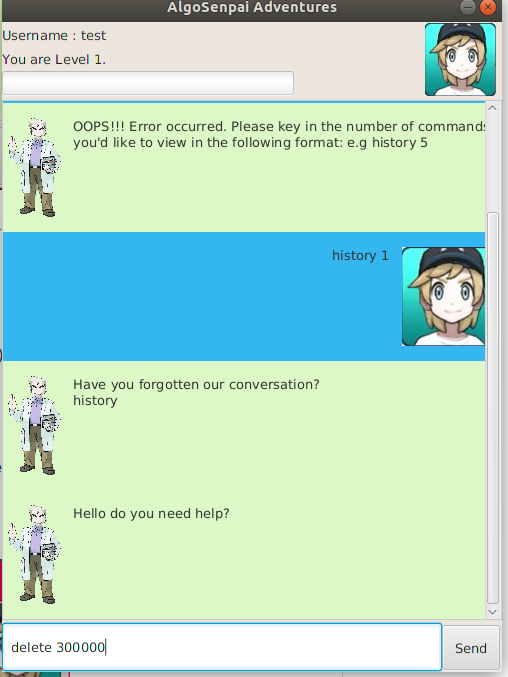 AlgoSenpai Adventures
Username : test
You are Level 1.
OOPS!!! Error occurred. Please key in the number of commands
you'd like to view in the following format: e.g history 5
history 1
Have you forgotten our conversation?
history
Hello do you need help?
delete 300000
Send